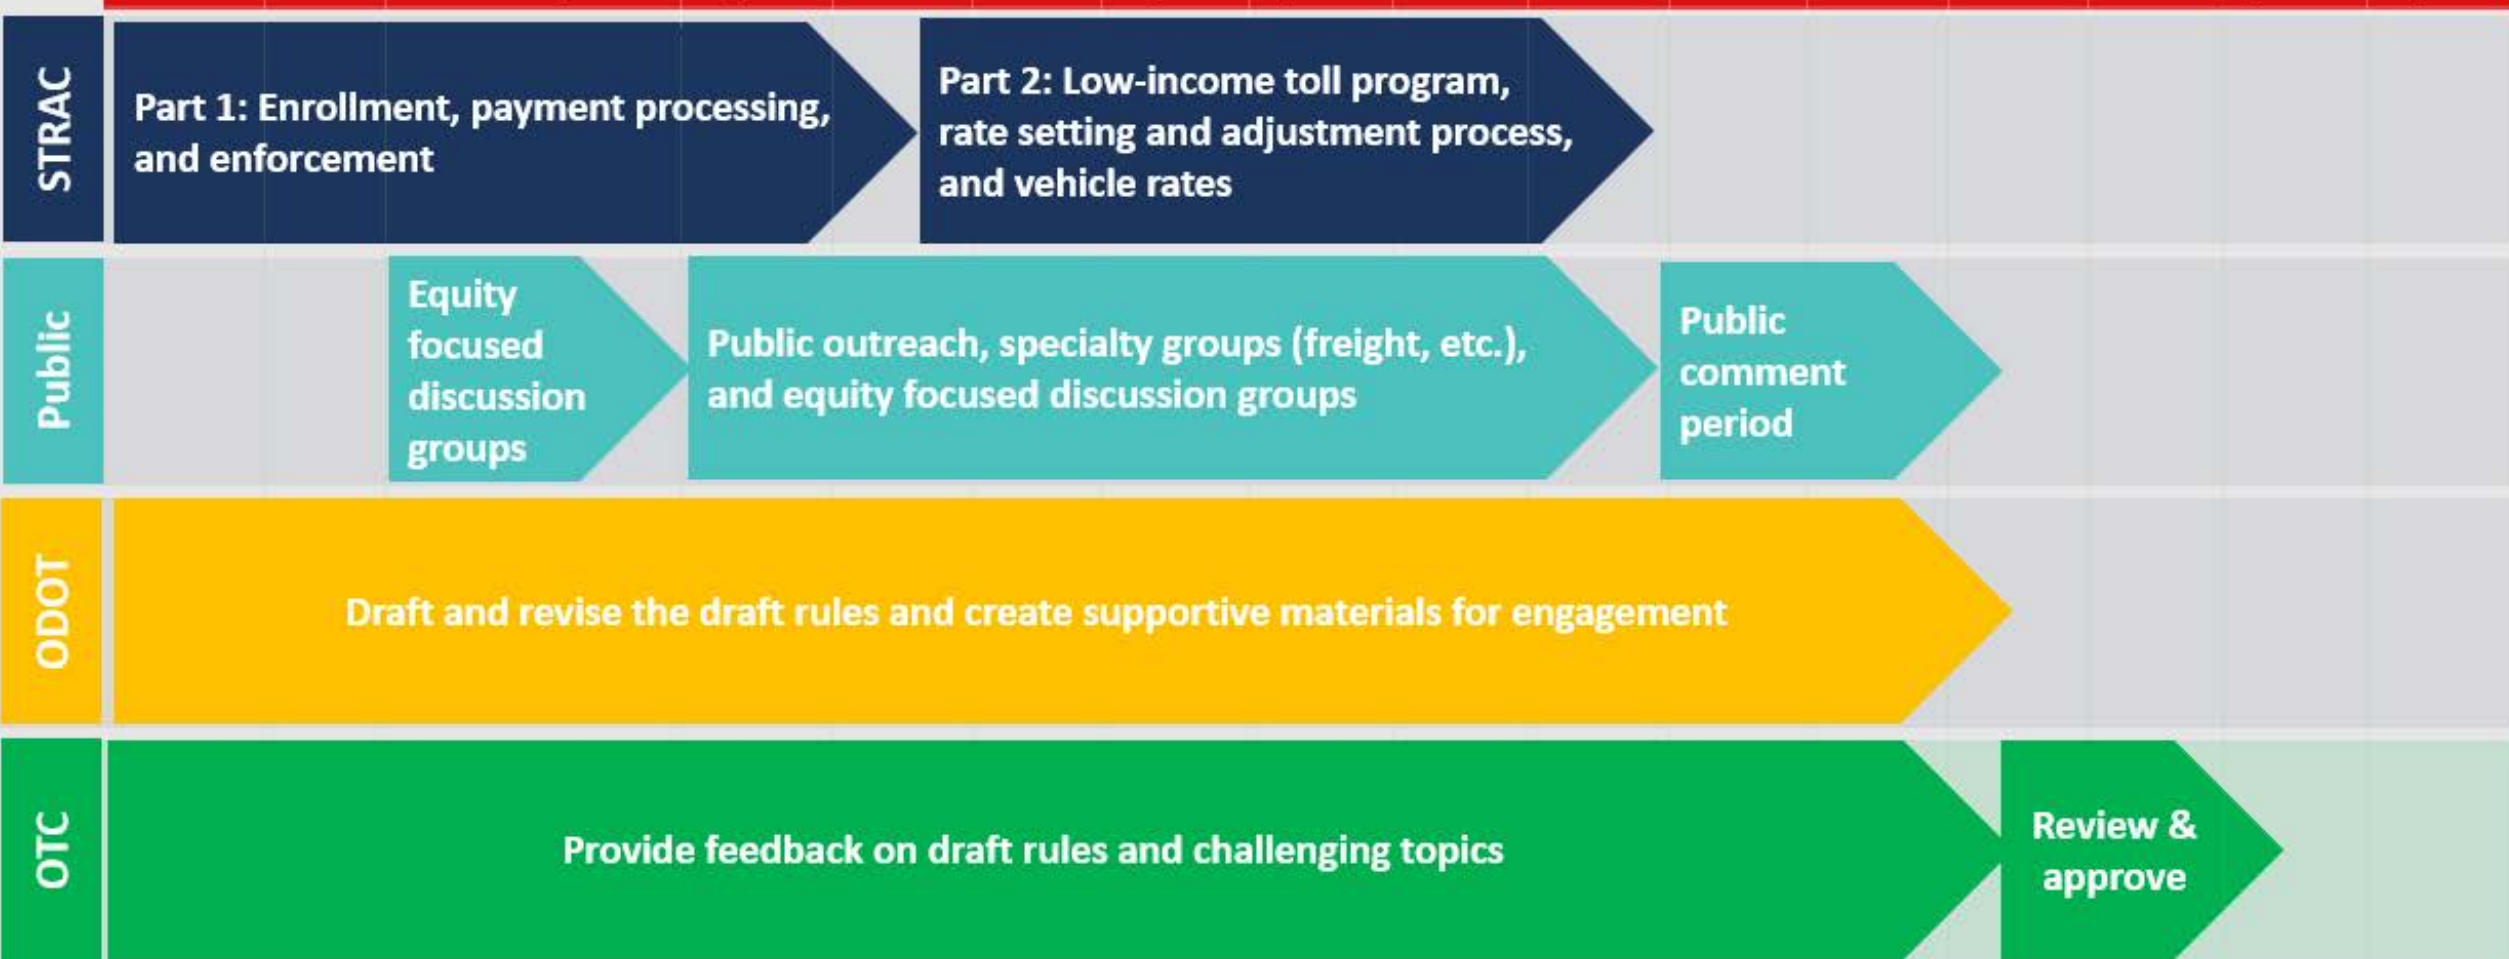 STRAC
Part 1: Enrollment, payment processing,
and enforcement
Part 2: Low-income toll program,
rate setting and adjustment process,
and vehicle rates
Public
Equity
focused
discussion
groups
Public outreach, specialty groups (freight, etc.),
and equity focused discussion groups
Public
comment
period
ODOT
Draft and revise the draft rules and create supportive materials for engagement
OTC
Provide feedback on draft rules and challenging topics
Review &
approve